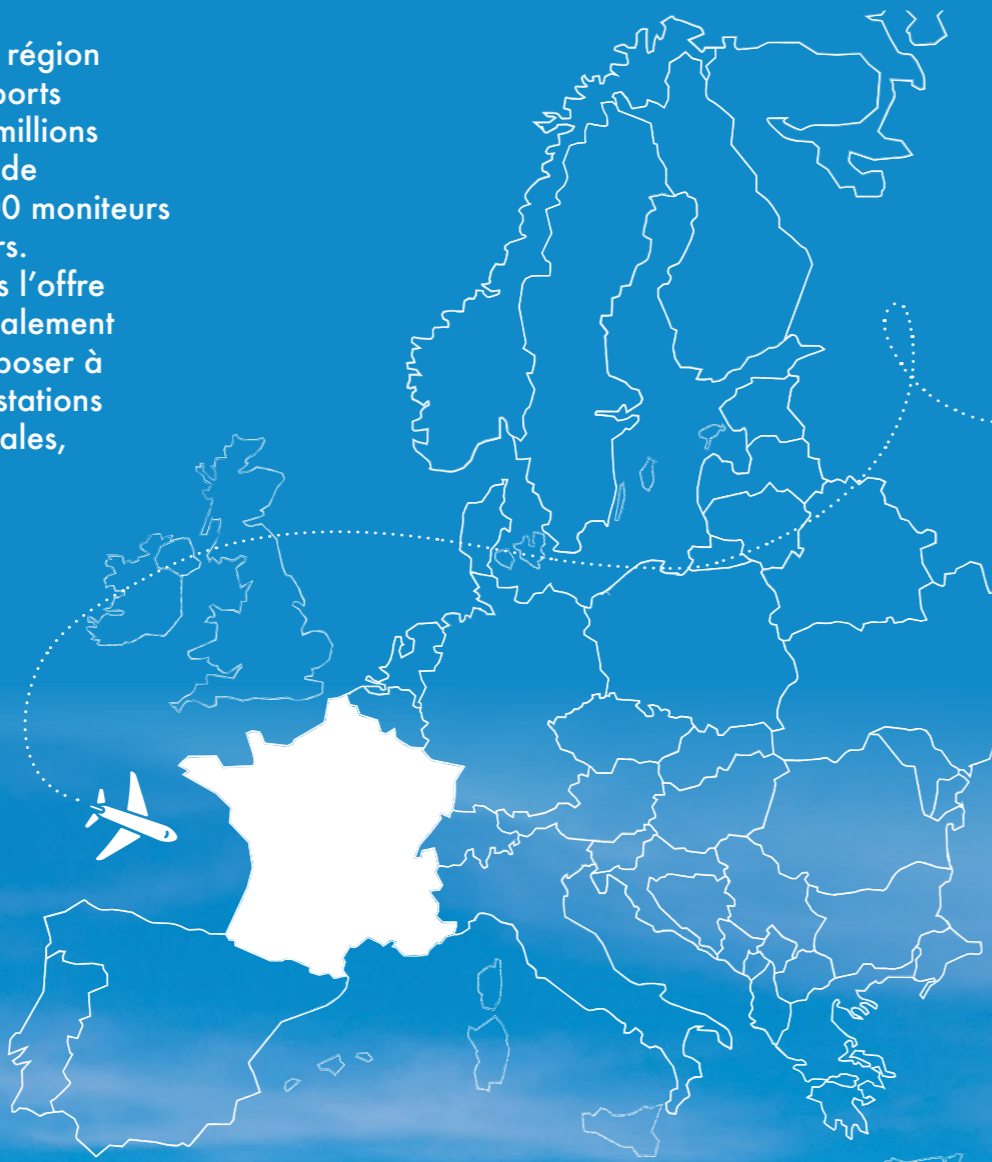 région
ports
millions
de
0 moniteurs
rs.
s l’offre
alement
poser à
stations
ales,